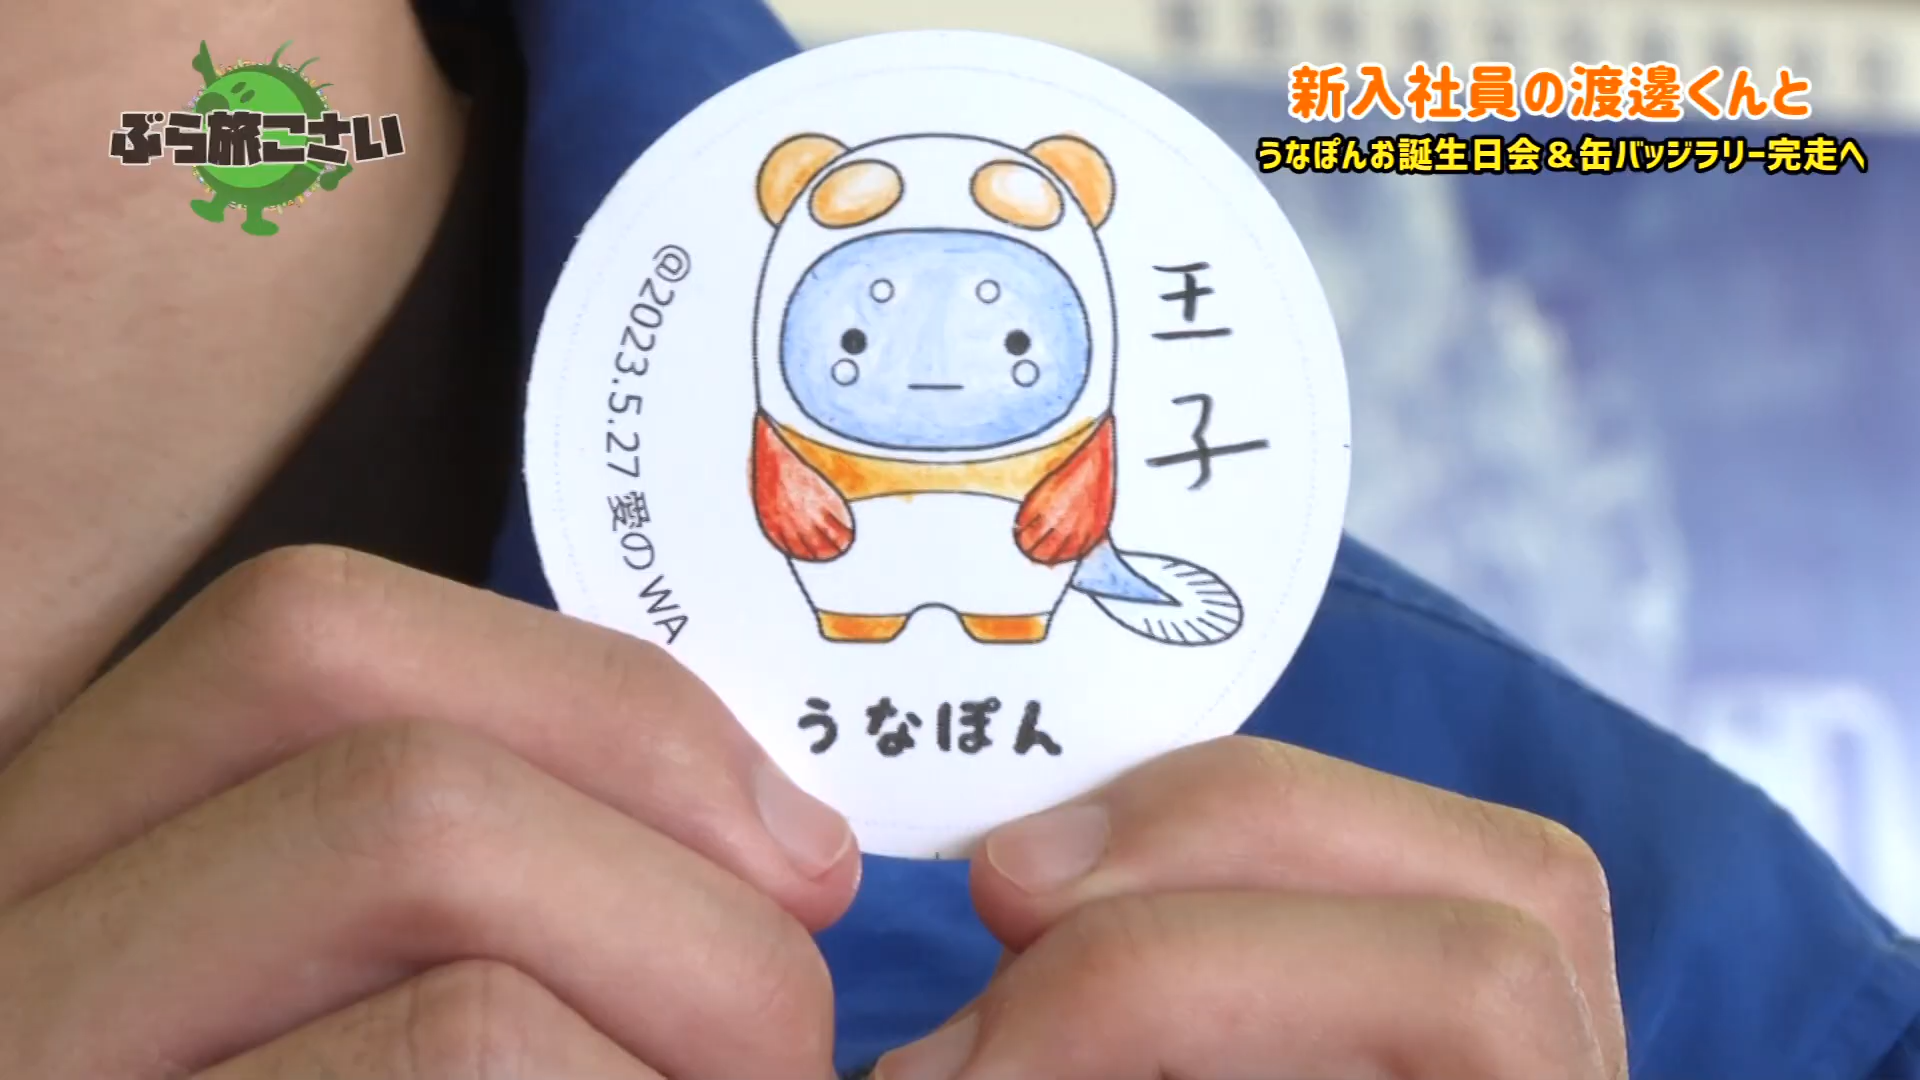 ぶら旅こさい
新入社員の渡邊くんと
うなぽんお誕生日会＆缶バッジラリー完走へ
@2023.5.27 愛のWA
王子
うなぽん